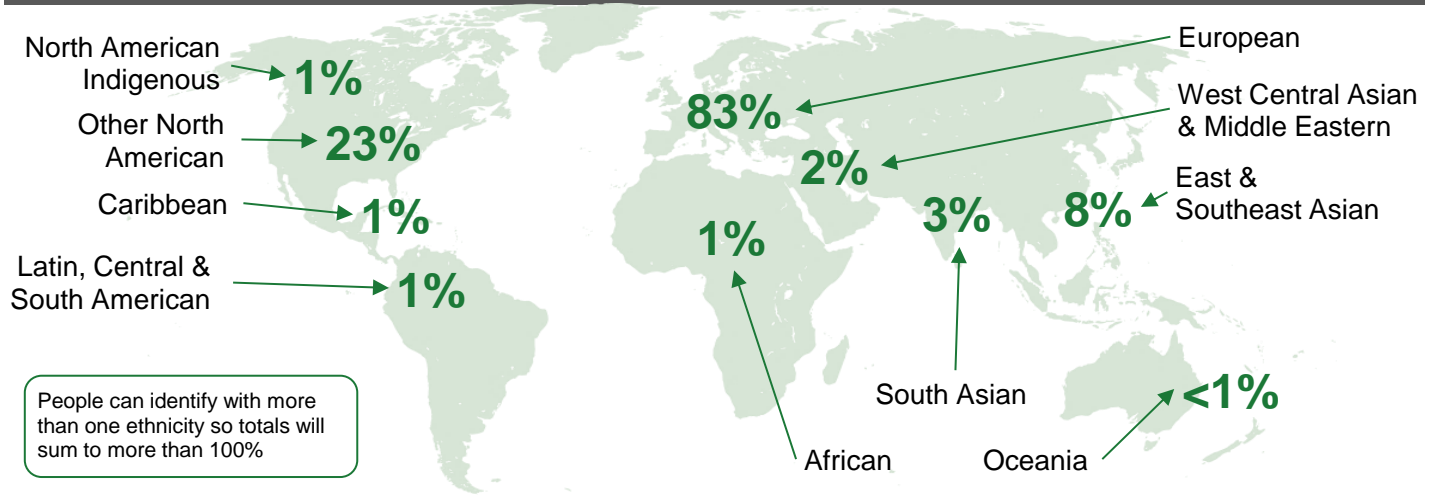 North American
Indigenous
1%
Other North
American
23%
Caribbean
1%
Latin, Central &
South American
1%
European
83%
West Central Asian
& Middle Eastern
2%
East &
Southeast Asian
8%
3%
South Asian
1%
African
<1%
Oceania
People can identify with more
than one ethnicity so totals will
sum to more than 100%